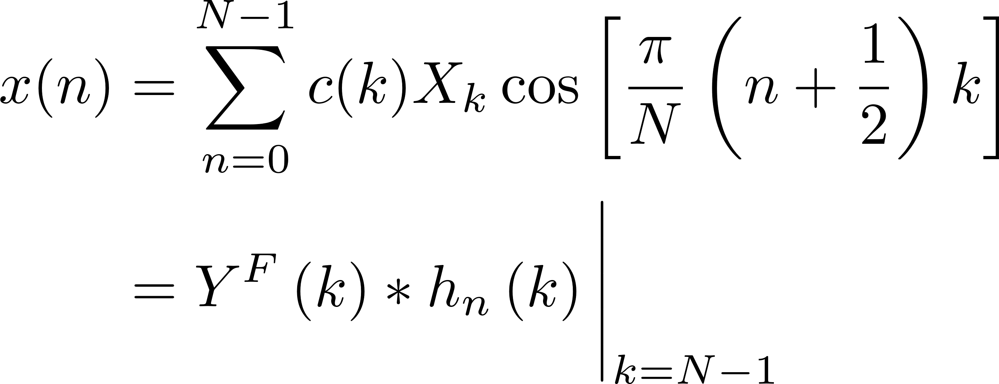 x(n) = \sum_{n=0}^{N-1} c(k) X_k \cos\left[\frac{\pi}{N}\left(n+\frac{1}{2}\right)k\right]
= Y^F(k) * h_n(k) \Big|_{k=N-1}